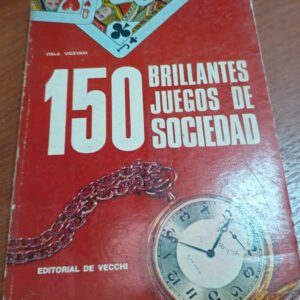 ITALA VIGEVANI
150
BRILLANTES
JUEGOS DE
SOCIEDAD
EDITORIAL DE VECCHI